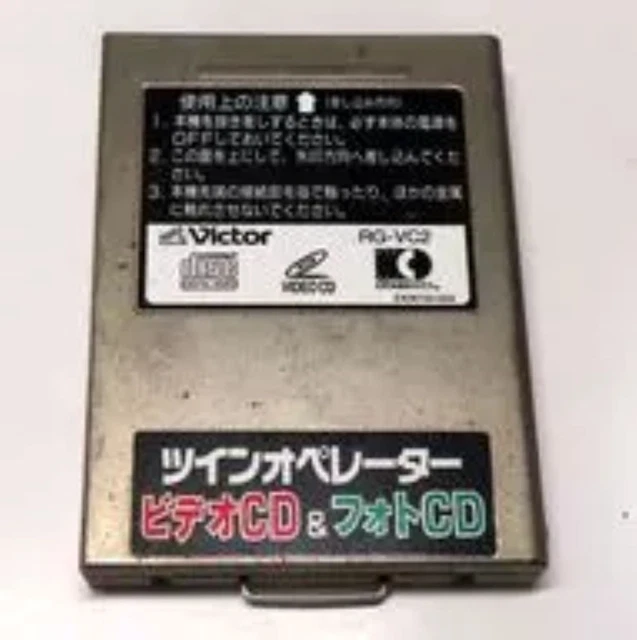 使用上の注意 (差し込み方向)
1. 本機を抜き差しするときは、必ず本体の電源を
OFFしておいてください。
2. この面を上にして、矢印方向へ差し込んでくだ
さい。
3. 本機先端の接続部を指で触ったり、ほかの金属
に触れさせないでください。
Victor RG-VC2
VIDEO CD
ツインオペレーター
ビデオCD & フォトCD